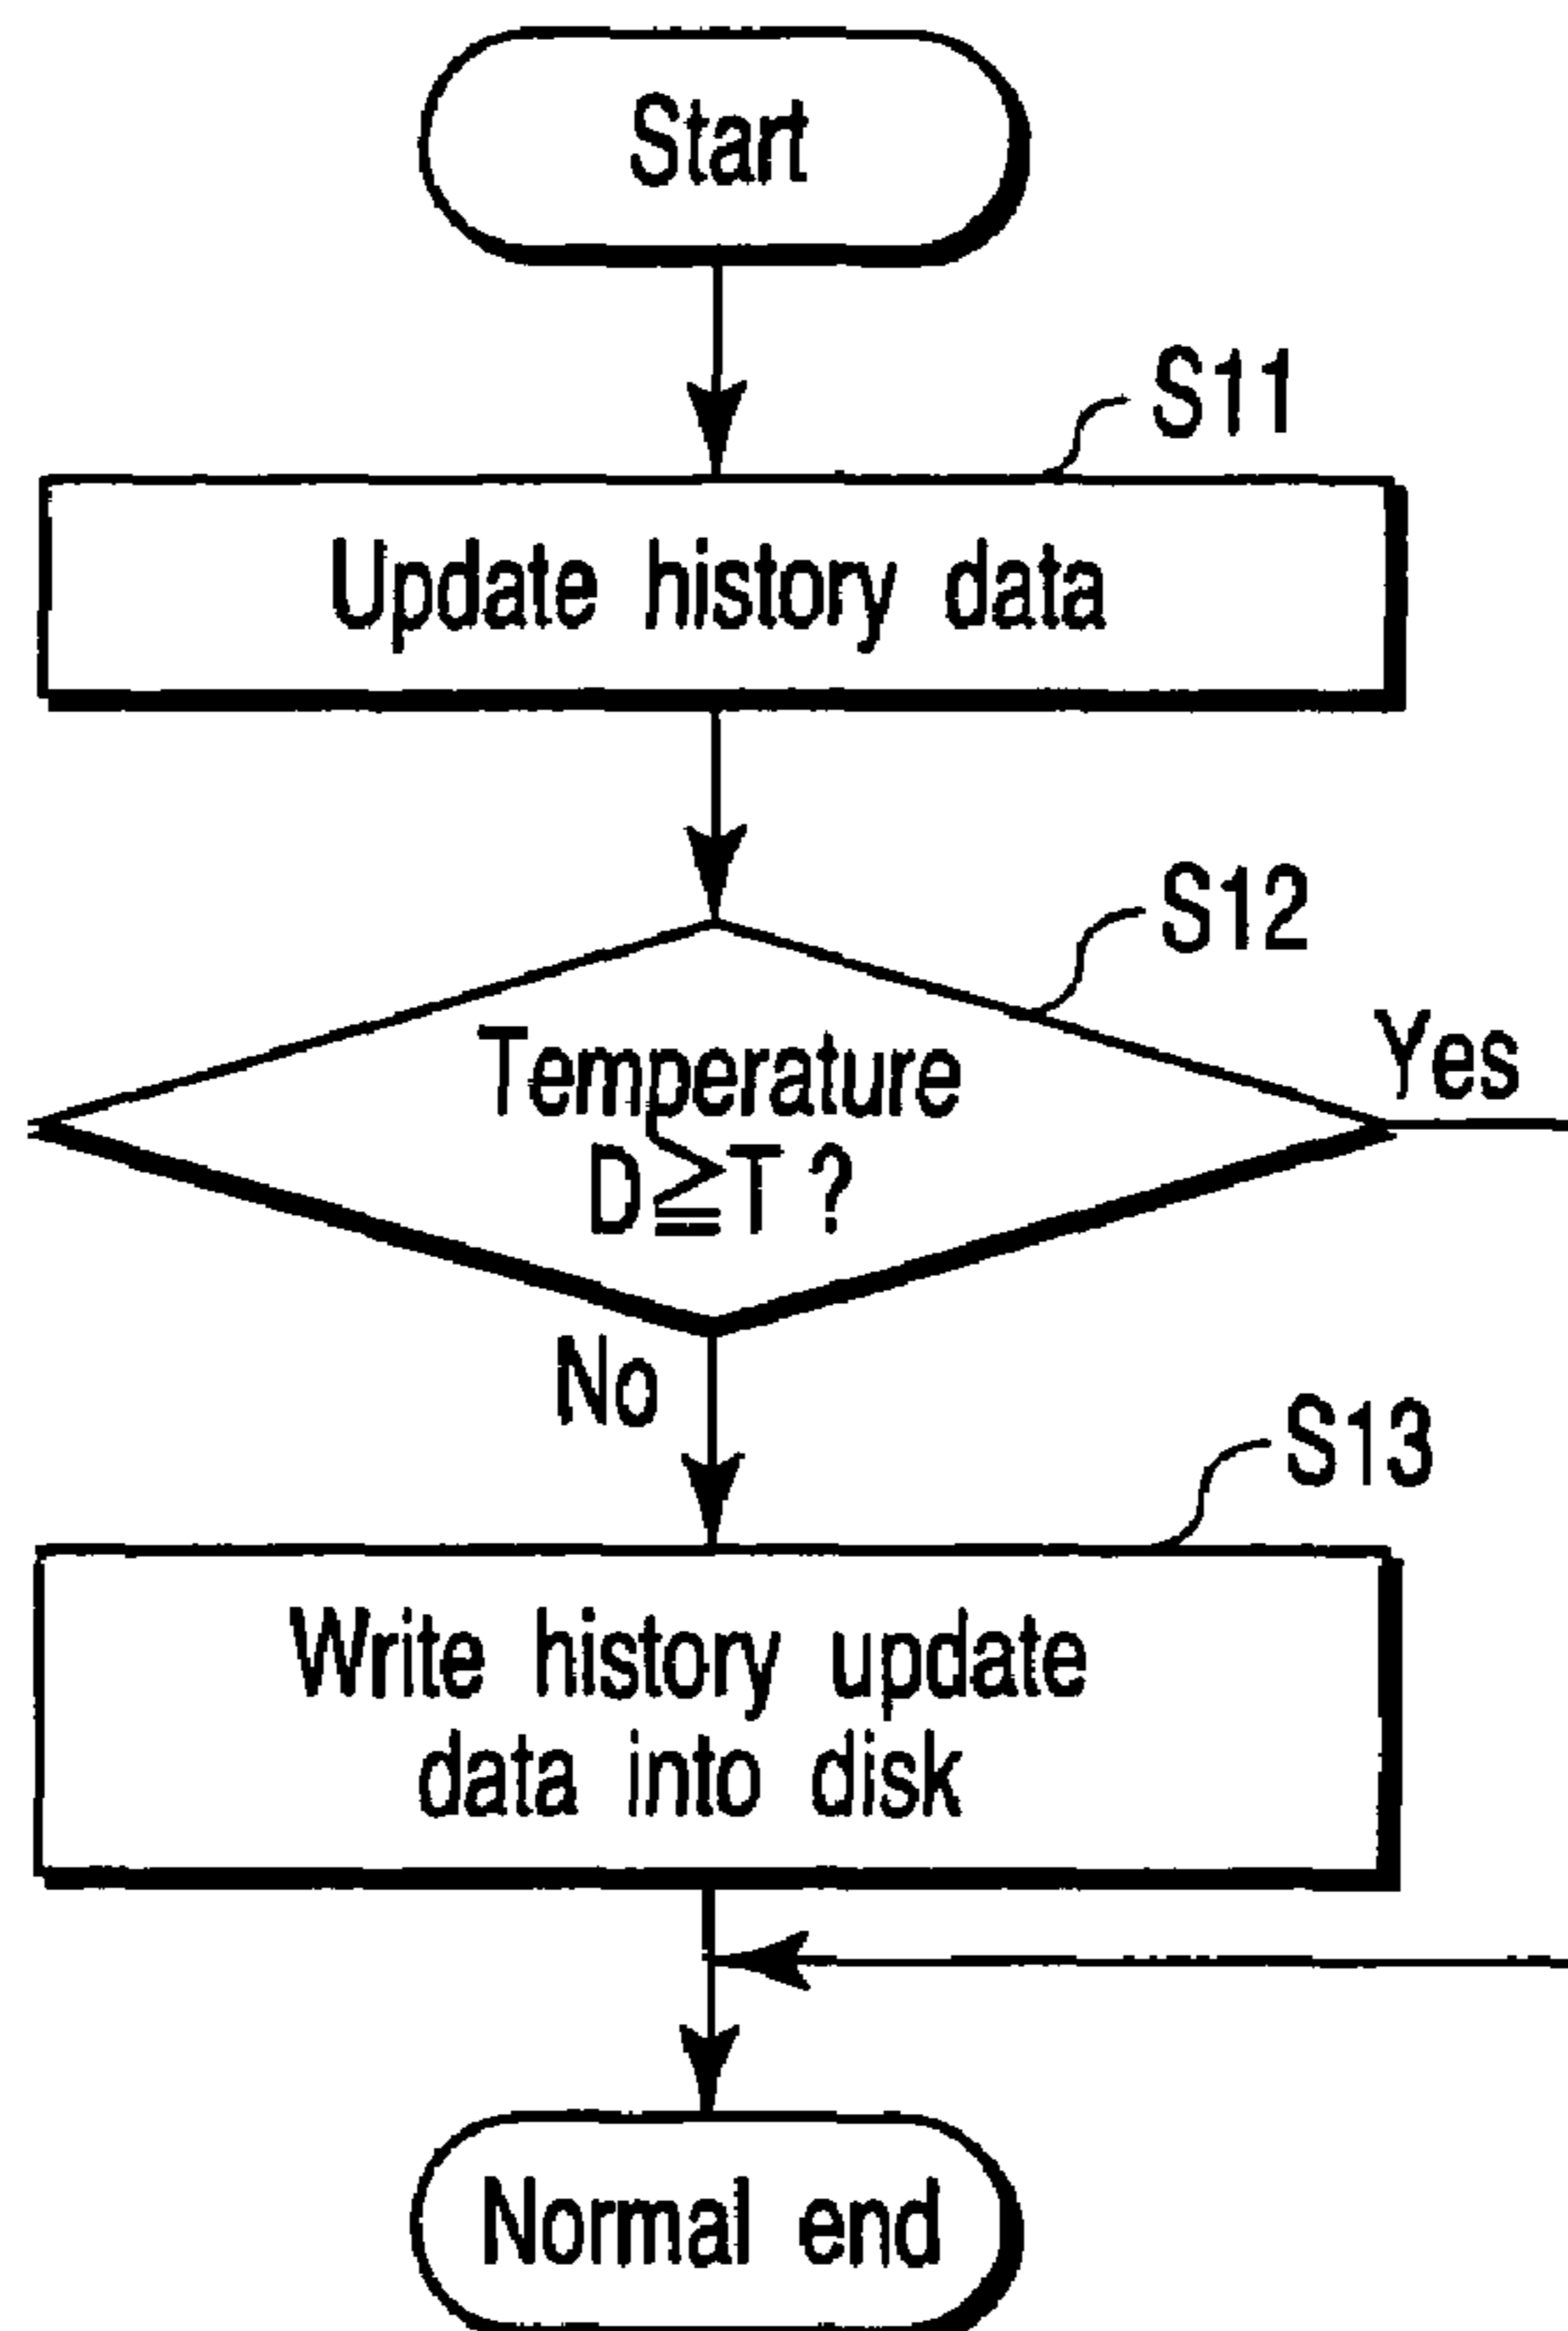 Start
S11
Update history data
S12
Temperature
D≧T ?
Yes
No
S13
Write history update
data into disk
Normal end